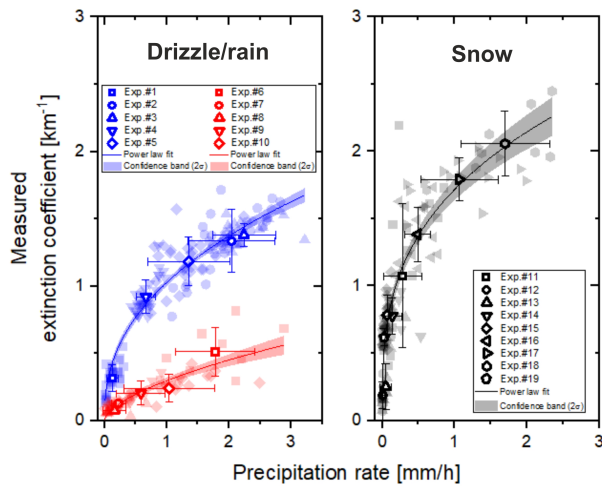 Drizzle/rain
Snow
Measured
extinction coefficient [km⁻¹]
3
2
1
0
0 1 2 3
Exp.#1 Exp.#6
Exp.#2 Exp.#7
Exp.#3 Exp.#8
Exp.#4 Exp.#9
Exp.#5 Exp.#10
Power law fit Power law fit
Confidence band (2σ) Confidence band (2σ)
3
2
1
0
0 1 2 3
Exp.#11
Exp.#12
Exp.#13
Exp.#14
Exp.#15
Exp.#16
Exp.#17
Exp.#18
Exp.#19
Power law fit
Confidence band (2σ)
Precipitation rate [mm/h]